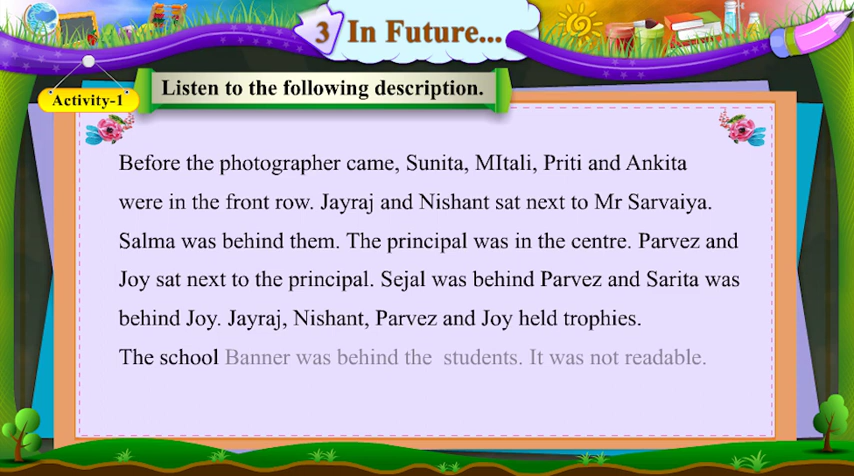 3 In Future...
Activity-1
Listen to the following description.
Before the photographer came, Sunita, MItali, Priti and Ankita
were in the front row. Jayraj and Nishant sat next to Mr Sarvaiya.
Salma was behind them. The principal was in the centre. Parvez and
Joy sat next to the principal. Sejal was behind Parvez and Sarita was
behind Joy. Jayraj, Nishant, Parvez and Joy held trophies.
The school Banner was behind the students. It was not readable.